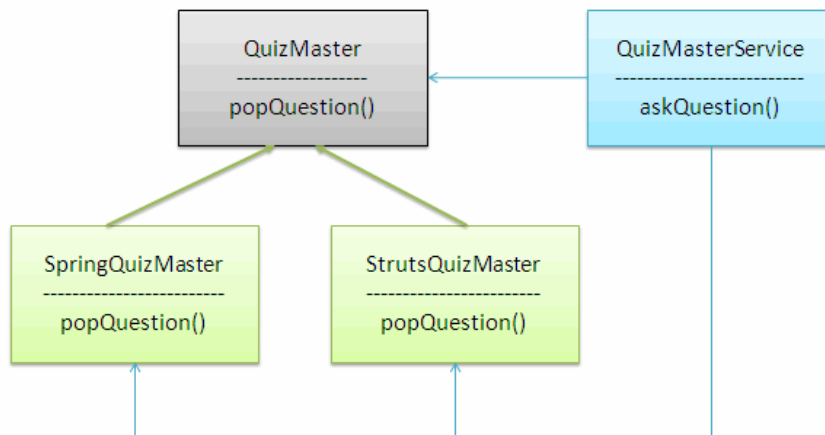 QuizMaster
------------------
popQuestion()
QuizMasterService
--------------------------
askQuestion()
SpringQuizMaster
-------------------------
popQuestion()
StrutsQuizMaster
------------------------
popQuestion()